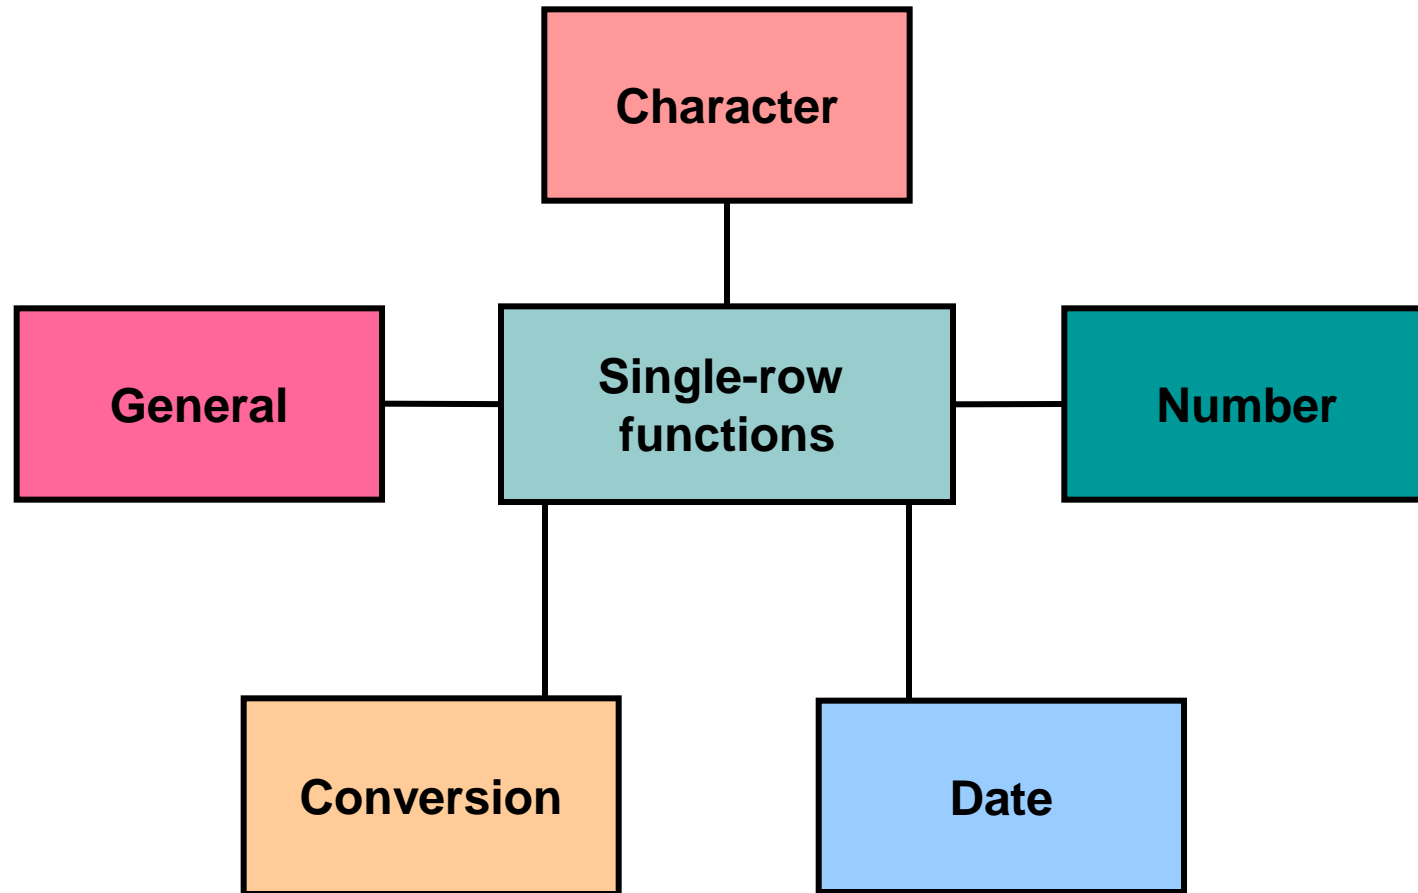 Character
General
Single-row
functions
Number
Conversion
Date